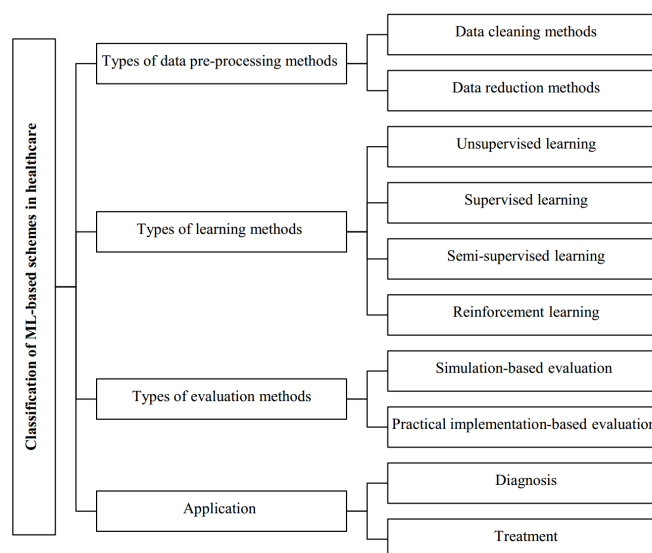 Classification of ML-based schemes in healthcare
Types of data pre-processing methods
Data cleaning methods
Data reduction methods
Types of learning methods
Unsupervised learning
Supervised learning
Semi-supervised learning
Reinforcement learning
Types of evaluation methods
Simulation-based evaluation
Practical implementation-based evaluation
Application
Diagnosis
Treatment